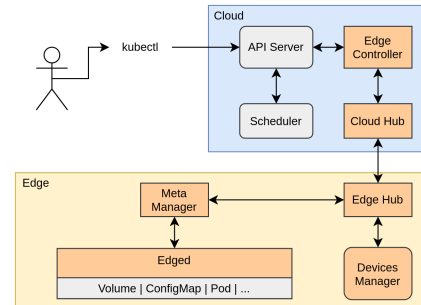 Cloud
kubectl
API Server
Edge
Controller
Scheduler
Cloud Hub
Edge
Meta
Manager
Edge Hub
Edged
Volume | ConfigMap | Pod | ...
Devices
Manager